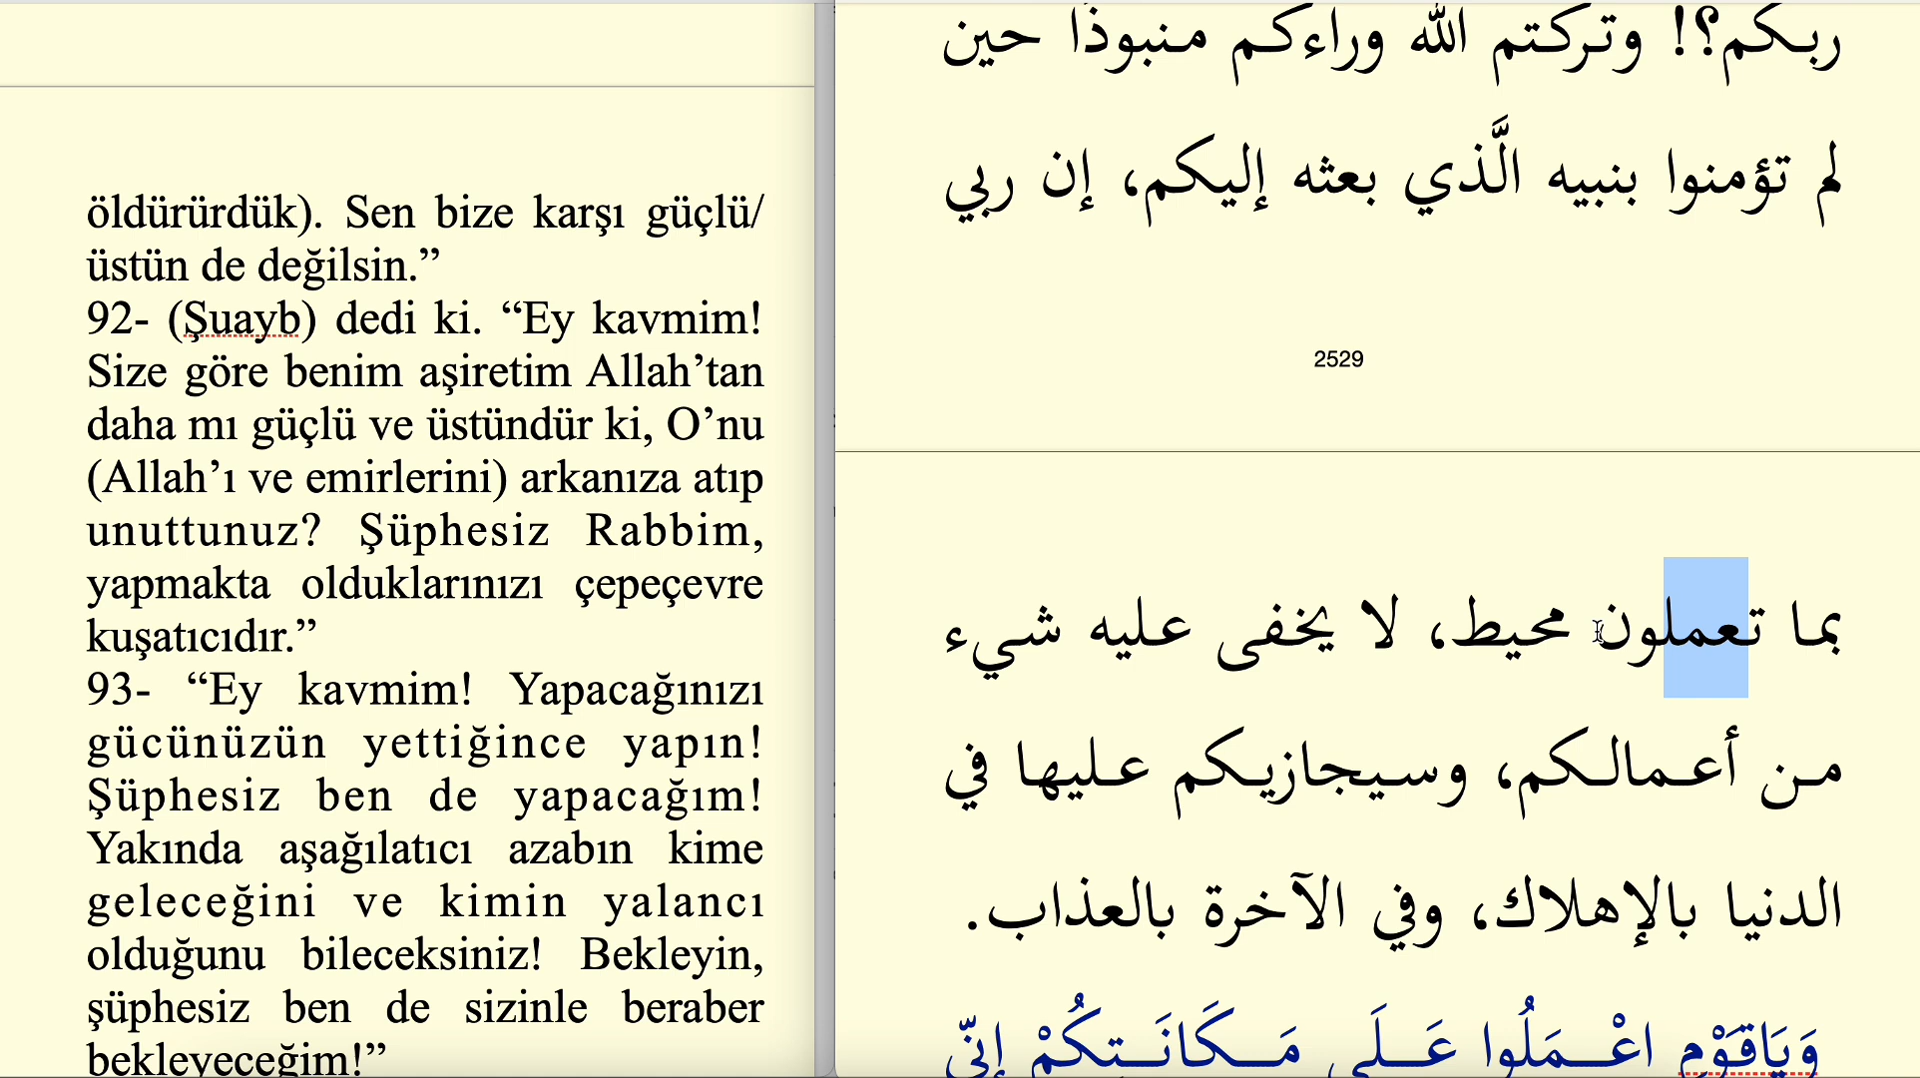 öldürürdük). Sen bize karşı güçlü/
üstün de değilsin.”
92- (Şuayb) dedi ki. “Ey kavmim!
Size göre benim aşiretim Allah’tan
daha mı güçlü ve üstündür ki, O’nu
(Allah’ı ve emirlerini) arkanıza atıp
unuttunuz? Şüphesiz Rabbim,
yapmakta olduklarınızı çepeçevre
kuşatıcıdır.”
93- “Ey kavmim! Yapacağınızı
gücünüzün yettiğince yapın!
Şüphesiz ben de yapacağım!
Yakında aşağılatıcı azabın kime
geleceğini ve kimin yalancı
olduğunu bileceksiniz! Bekleyin,
şüphesiz ben de sizinle beraber
bekleyeceğim!”
ربكم؟! وتركتم الله وراءكم منبوذًا حين
لم تؤمنوا بنبيه الَّذي بعثه إليكم، إن ربي
2529
بما تعملون محيط، لا يخفى عليه شيء
من أعمالكم، وسيجازيكم عليها في
الدنيا بالإهلاك، وفي الآخرة بالعذاب.
وَيَاقَوْمِ اعْمَلُوا عَلَى مَكَانَتِكُمْ إِنِّي